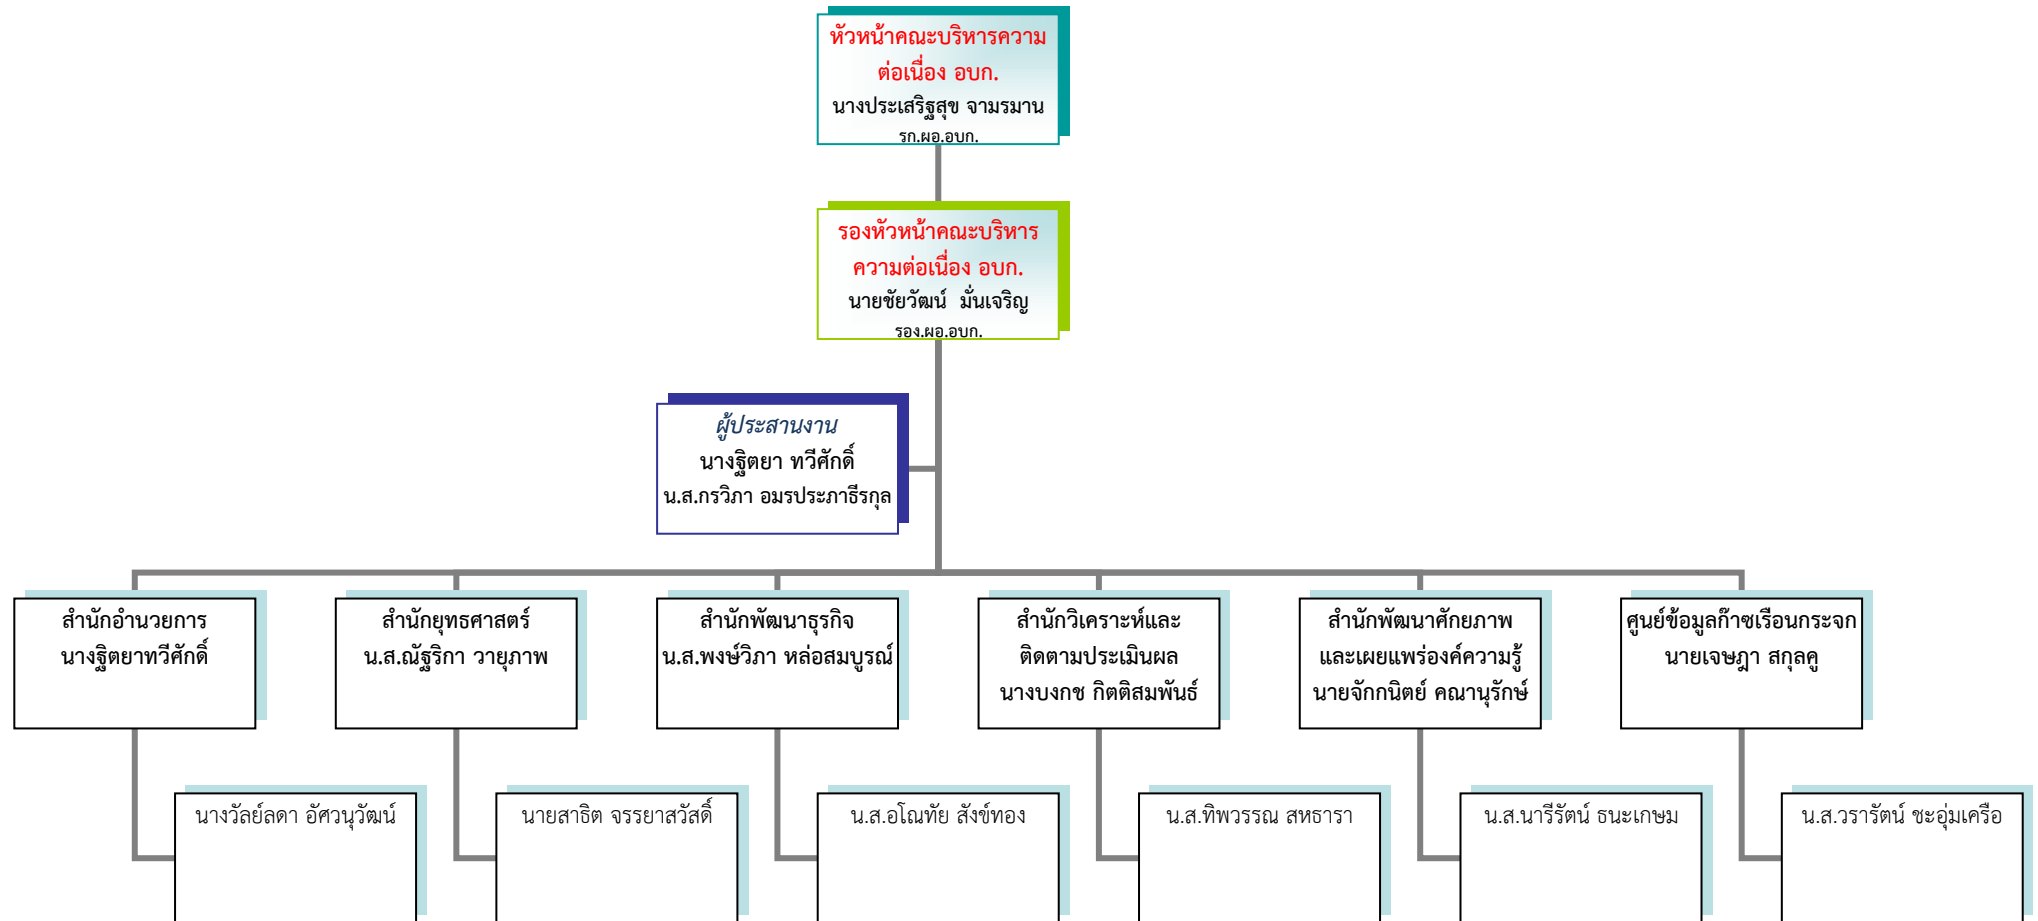 หัวหน้าคณะบริหารความ
ต่อเนื่อง อบก.
นางประเสริฐสุข จามรมาน
รก.ผอ.อบก.
รองหัวหน้าคณะบริหาร
ความต่อเนื่อง อบก.
นายชัยวัฒน์  มั่นเจริญ
รอง.ผอ.อบก.
ผู้ประสานงาน
นางฐิตยา ทวีศักดิ์
น.ส.กรวิภา อมรประภาธีรกุล
สำนักอำนวยการ
นางฐิตยาทวีศักดิ์
สำนักยุทธศาสตร์
น.ส.ณัฐริกา วายุภาพ
สำนักพัฒนาธุรกิจ
น.ส.พงษ์วิภา หล่อสมบูรณ์
สำนักวิเคราะห์และ
ติดตามประเมินผล
นางบงกช กิตติสมพันธ์
สำนักพัฒนาศักยภาพ
และเผยแพร่องค์ความรู้
นายจักกนิตย์ คณานุรักษ์
ศูนย์ข้อมูลก๊าซเรือนกระจก
นายเจษฎา สกุลคู
นางวัลย์ลดา อัศวนุวัฒน์
นายสาธิต จรรยาสวัสดิ์
น.ส.อโณทัย สังข์ทอง
น.ส.ทิพวรรณ สหธารา
น.ส.นารีรัตน์ ธนะเกษม
น.ส.วรารัตน์ ชะอุ่มเครือ